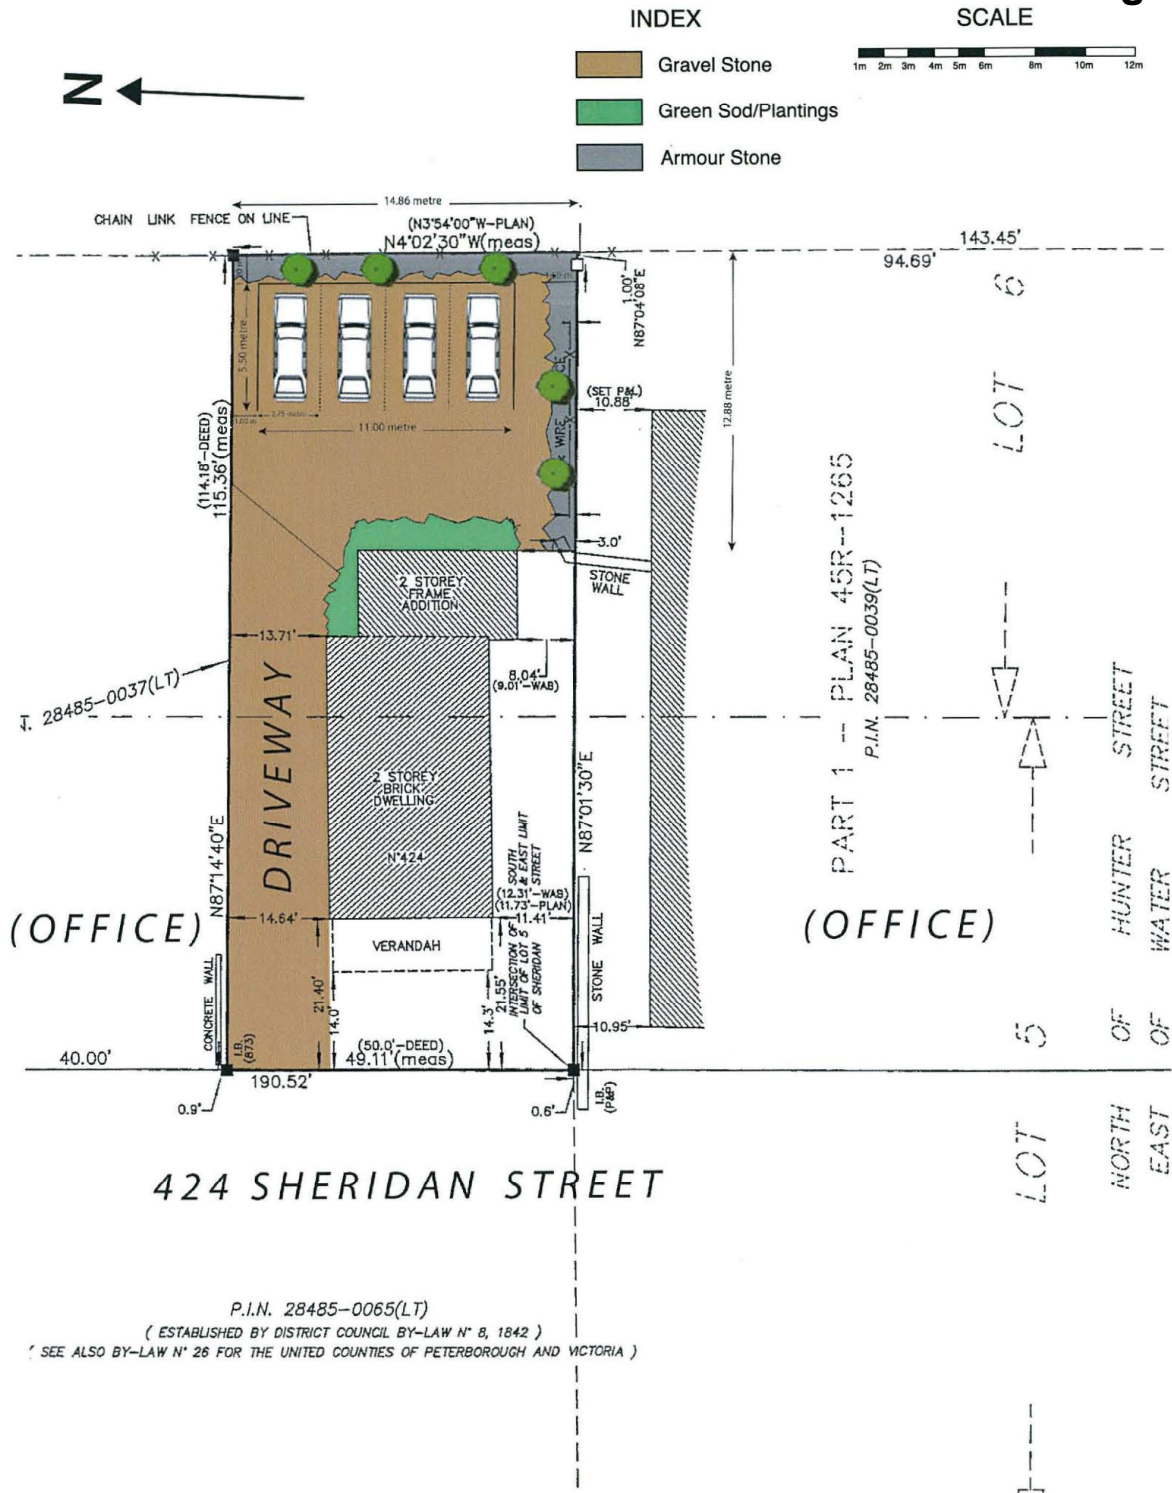 INDEX
SCALE
Gravel Stone
1m 2m 3m 4m 5m 6m 8m 10m 12m
N
Green Sod/Plantings
Armour Stone
14.86 metre
CHAIN LINK FENCE ON LINE
(N3°54'00"W-PLAN)
N4°02'30"W(meas)
143.45'
94.69'
1.00'
N87°04'08"E
LOT 6
5.50 metre
12.88 metre
WIRE
(SET P&L)
10.88'
2.75 metre
1.00 m
11.00 metre
(114.18'-DEED)
115.36'(meas)
3.0'
STONE
WALL
2 STOREY
FRAME
ADDITION
13.71'
8.04'
(9.01'-WAB)
28485-0037(LT)
DRIVEWAY
PART 1 -- PLAN 45R-1265
P.I.N. 28485-0039(LT)
2 STOREY
BRICK
DWELLING
N°424
N87°14'40"E
N87°01'30"E
INTERSECTION OF SOUTH
LIMIT OF LOT 5 & EAST LIMIT
OF SHERIDAN STREET
(12.31'-WAB)
(11.73'-PLAN)
11.41'
14.64'
(OFFICE)
(OFFICE)
VERANDAH
STONE WALL
CONCRETE WALL
21.40'
14.0'
14.3'
21.55'
10.95'
I.B.
(873)
40.00'
(50.0'-DEED)
49.11'(meas)
190.52'
0.9'
0.6'
I.B.
(P&P)
LOT 5
NORTH OF HUNTER STREET
EAST OF WATER STREET
424 SHERIDAN STREET
LOT
P.I.N. 28485-0065(LT)
( ESTABLISHED BY DISTRICT COUNCIL BY-LAW N° 8, 1842 )
SEE ALSO BY-LAW N° 26 FOR THE UNITED COUNTIES OF PETERBOROUGH AND VICTORIA )